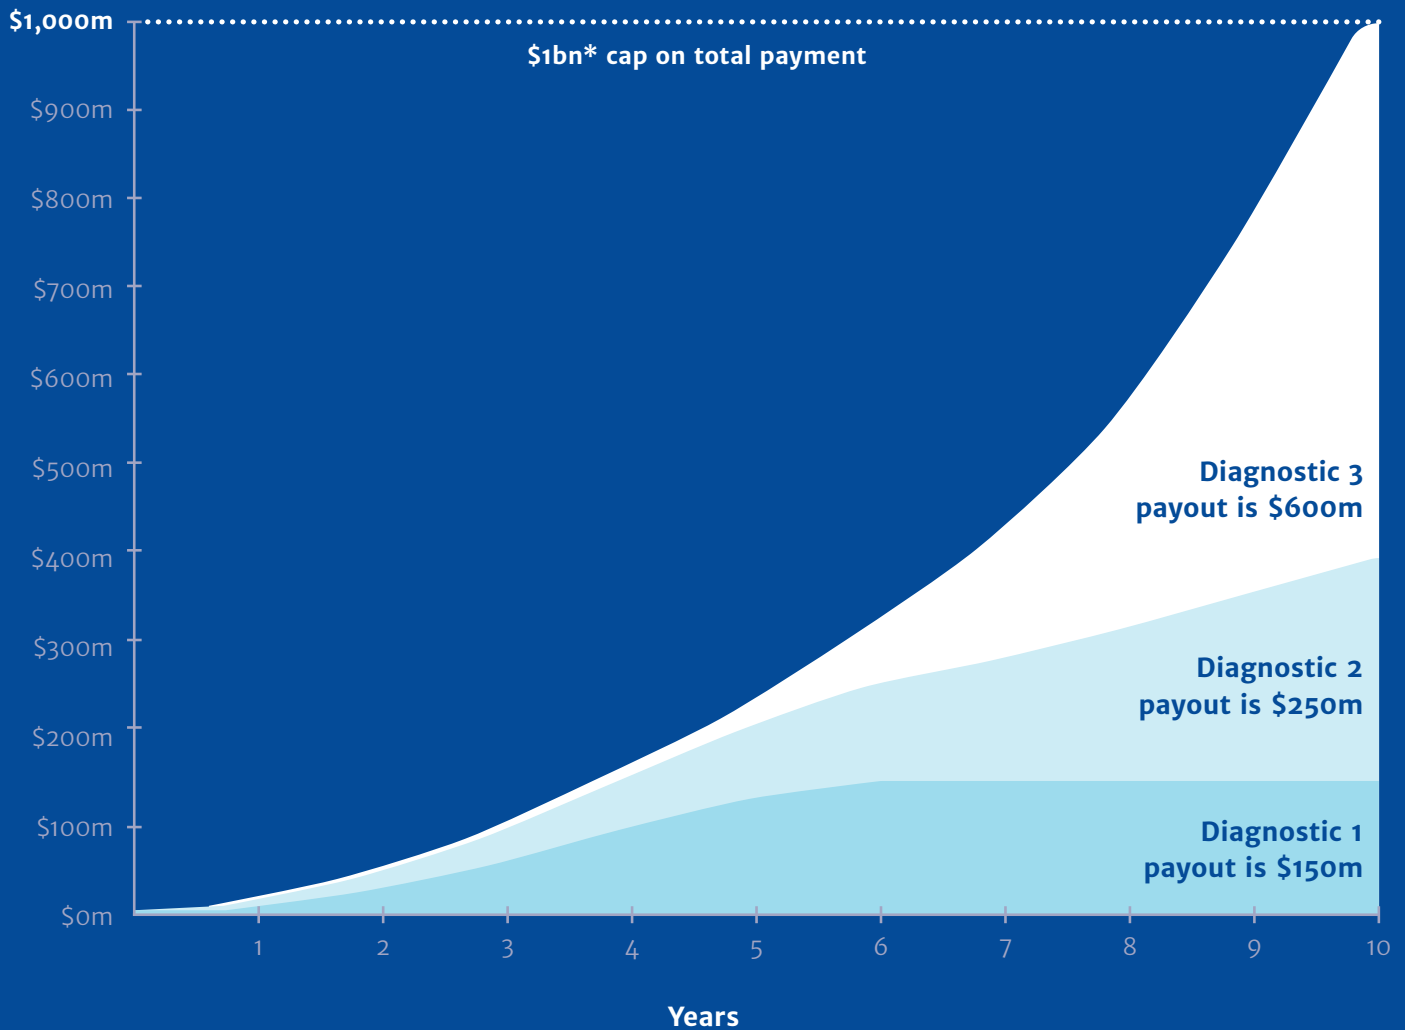 $1,000m
$1bn* cap on total payment
$900m
$800m
$700m
$600m
$500m
Diagnostic 3
payout is $600m
$400m
$300m
Diagnostic 2
payout is $250m
$200m
$100m
Diagnostic 1
payout is $150m
$0m
1 2 3 4 5 6 7 8 9 10
Years